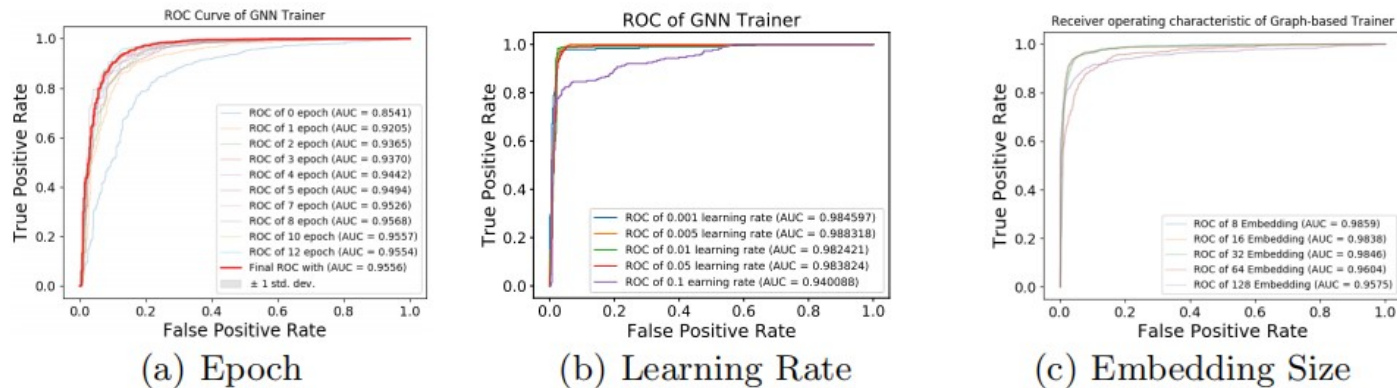 ROC Curve of GNN Trainer
1.0
0.8
0.6
0.4
0.2
0.0
True Positive Rate
ROC of 0 epoch (AUC = 0.8541)
ROC of 1 epoch (AUC = 0.9205)
ROC of 2 epoch (AUC = 0.9365)
ROC of 3 epoch (AUC = 0.9370)
ROC of 4 epoch (AUC = 0.9442)
ROC of 5 epoch (AUC = 0.9494)
ROC of 7 epoch (AUC = 0.9526)
ROC of 8 epoch (AUC = 0.9568)
ROC of 10 epoch (AUC = 0.9557)
ROC of 12 epoch (AUC = 0.9554)
Final ROC with (AUC = 0.9556)
± 1 std. dev.
0.0 0.2 0.4 0.6 0.8 1.0
False Positive Rate
(a) Epoch
ROC of GNN Trainer
1.0
0.8
0.6
0.4
0.2
0.0
True Positive Rate
ROC of 0.001 learning rate (AUC = 0.984597)
ROC of 0.005 learning rate (AUC = 0.988318)
ROC of 0.01 learning rate (AUC = 0.982421)
ROC of 0.05 learning rate (AUC = 0.983824)
ROC of 0.1 earning rate (AUC = 0.940088)
0.0 0.2 0.4 0.6 0.8 1.0
False Positive Rate
(b) Learning Rate
Receiver operating characteristic of Graph-based Trainer
1.0
0.8
0.6
0.4
0.2
0.0
True Positive Rate
ROC of 8 Embedding (AUC = 0.9859)
ROC of 16 Embedding (AUC = 0.9838)
ROC of 32 Embedding (AUC = 0.9846)
ROC of 64 Embedding (AUC = 0.9604)
ROC of 128 Embedding (AUC = 0.9575)
0.0 0.2 0.4 0.6 0.8 1.0
False Positive Rate
(c) Embedding Size